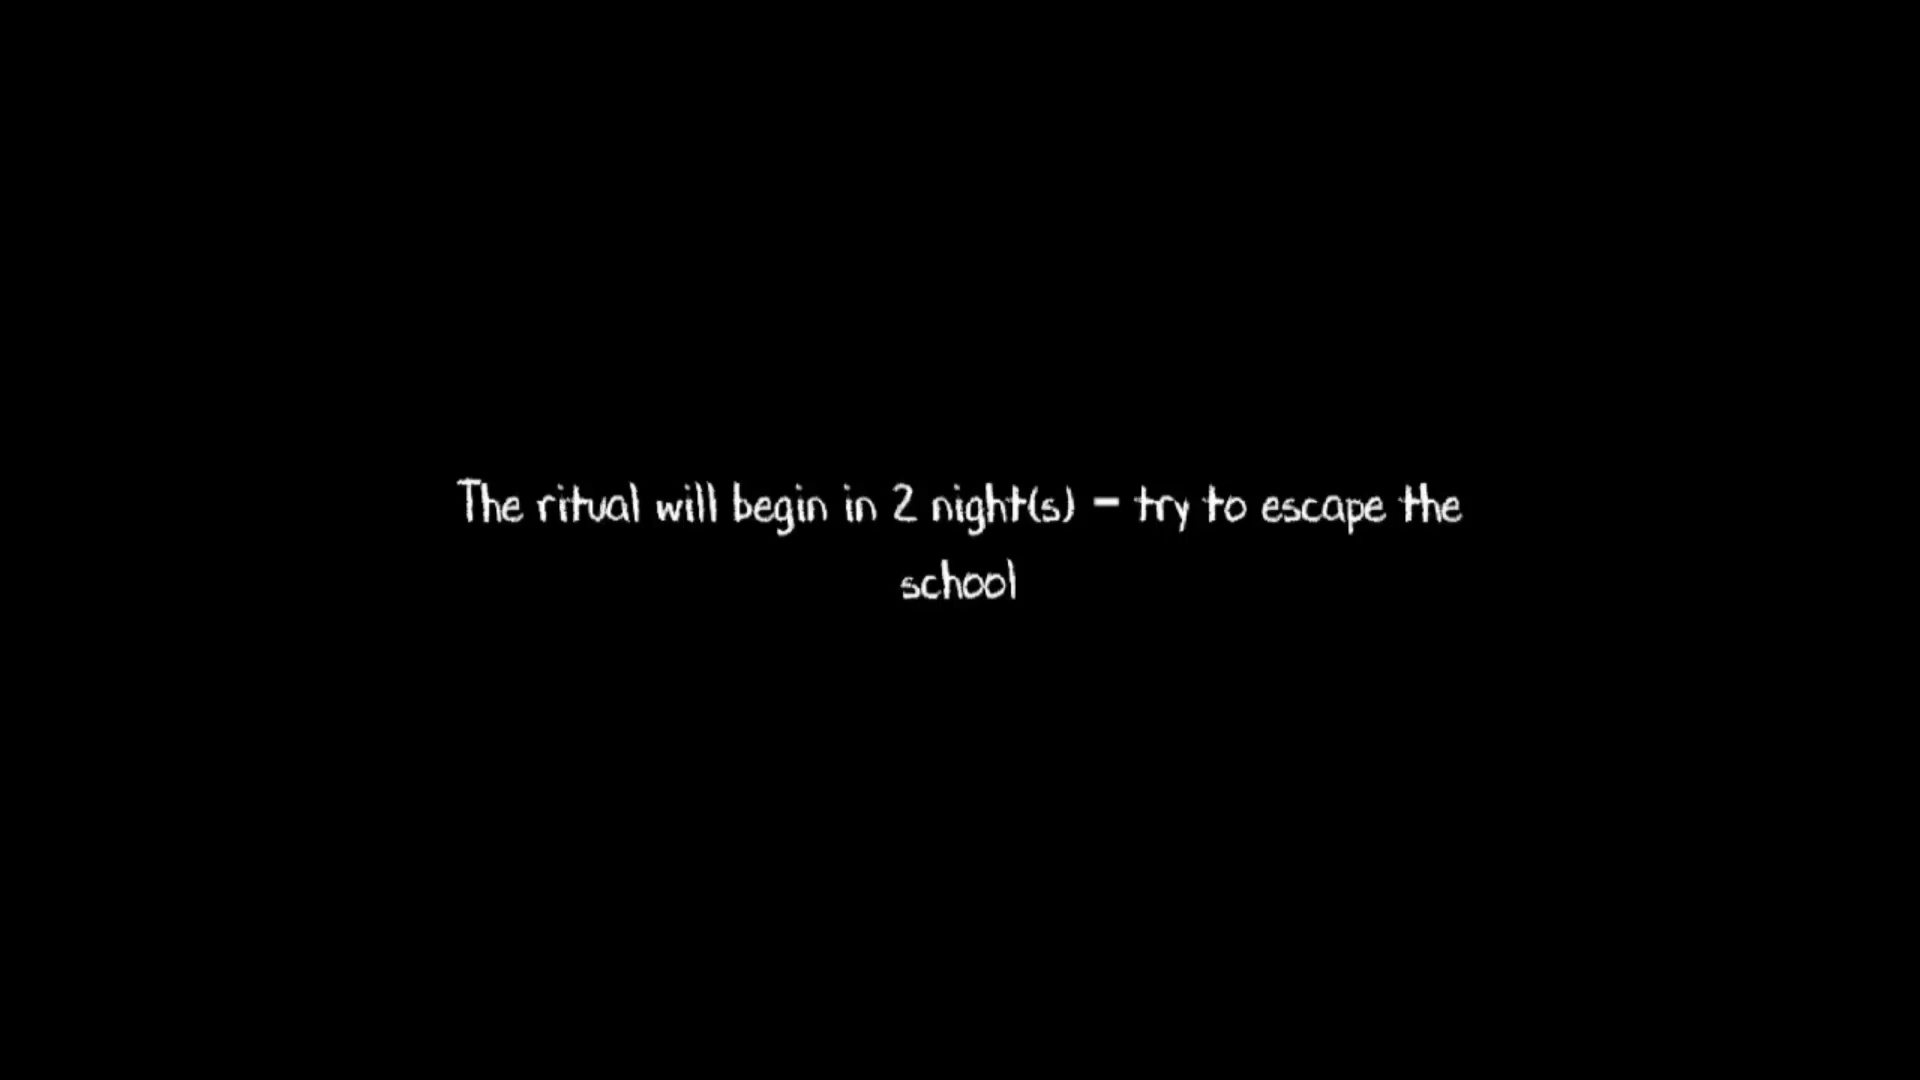 The ritual will begin in 2 night(s) - try to escape the
school